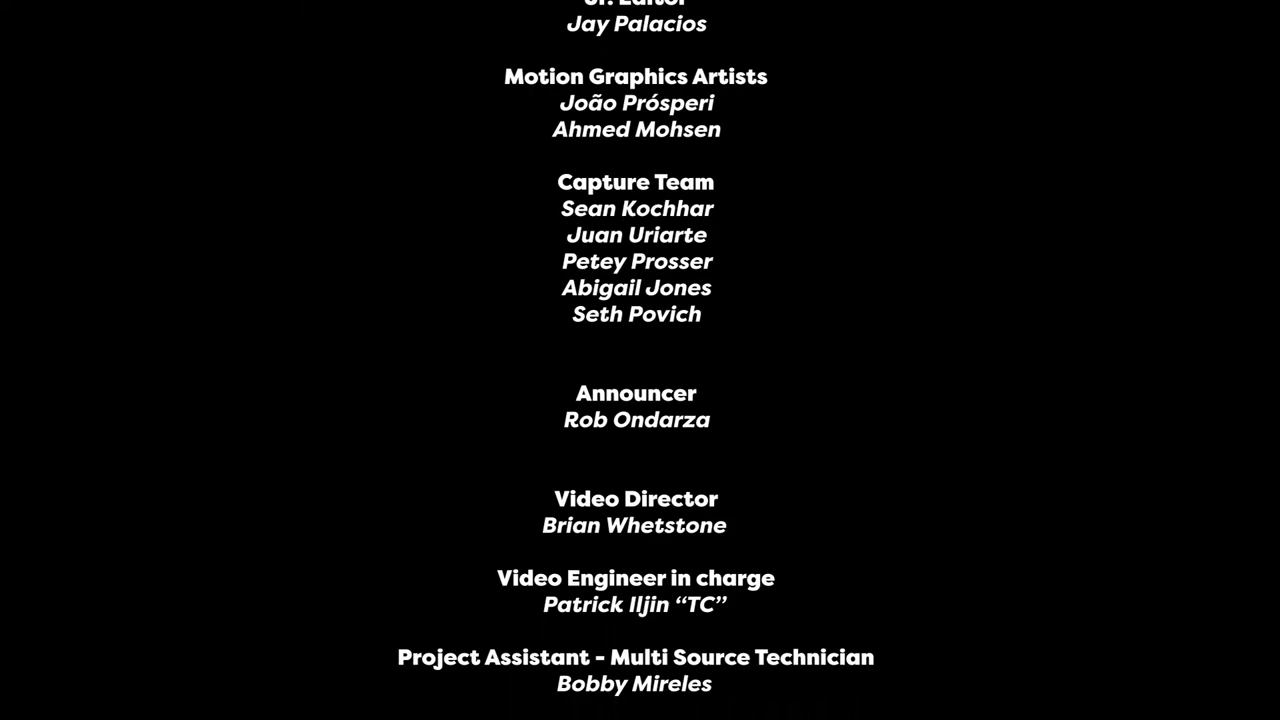 Jr. Editor
Jay Palacios
Motion Graphics Artists
João Prósperi
Ahmed Mohsen
Capture Team
Sean Kochhar
Juan Uriarte
Petey Prosser
Abigail Jones
Seth Povich
Announcer
Rob Ondarza
Video Director
Brian Whetstone
Video Engineer in charge
Patrick Iljin “TC”
Project Assistant - Multi Source Technician
Bobby Mireles